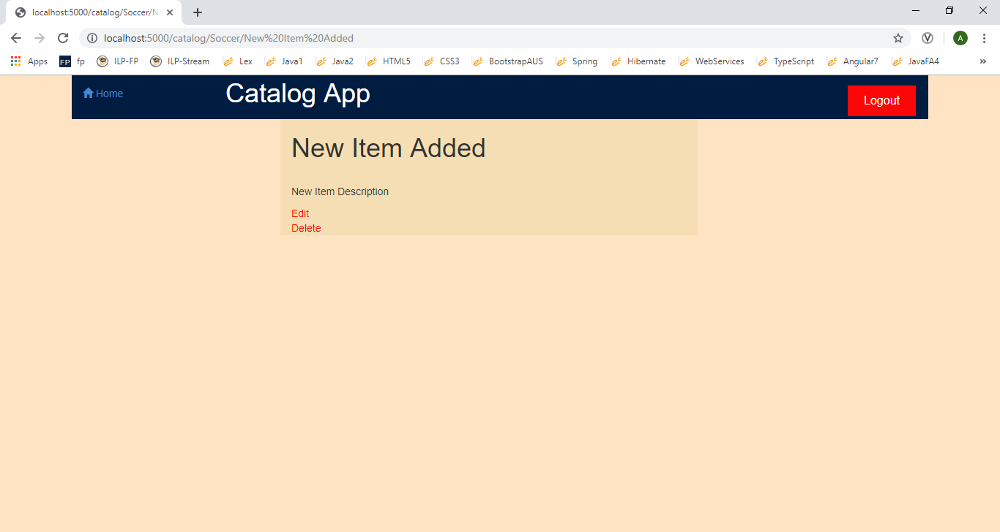 localhost:5000/catalog/Soccer/N
localhost:5000/catalog/Soccer/New%20Item%20Added
A
Apps FP fp ILP-FP ILP-Stream Lex Java1 Java2 HTML5 CSS3 BootstrapAUS Spring Hibernate WebServices TypeScript Angular7 JavaFA4 »
Home Catalog App Logout
New Item Added
New Item Description
Edit
Delete